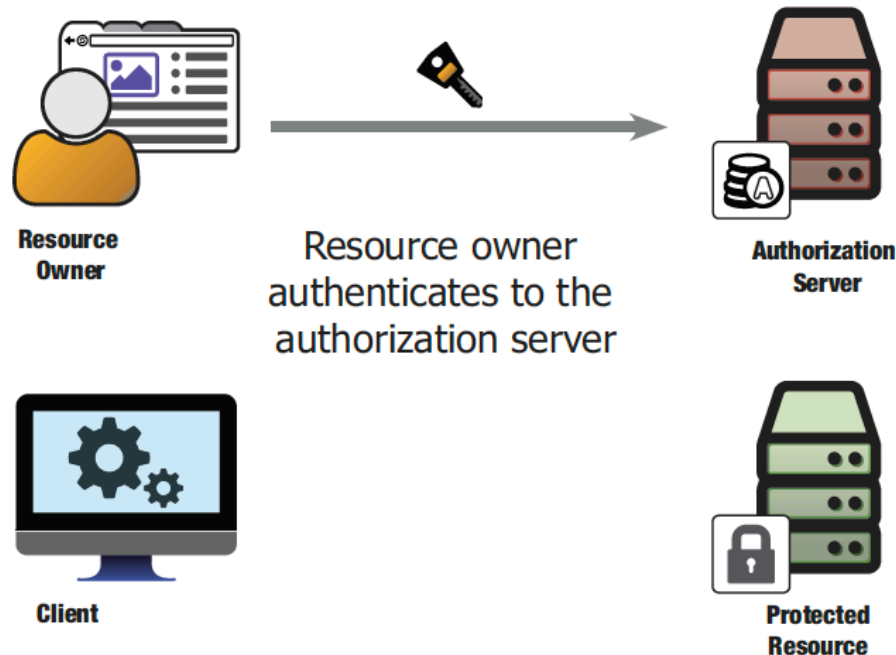 Resource
Owner
Resource owner
authenticates to the
authorization server
A
Authorization
Server
Client
Protected
Resource